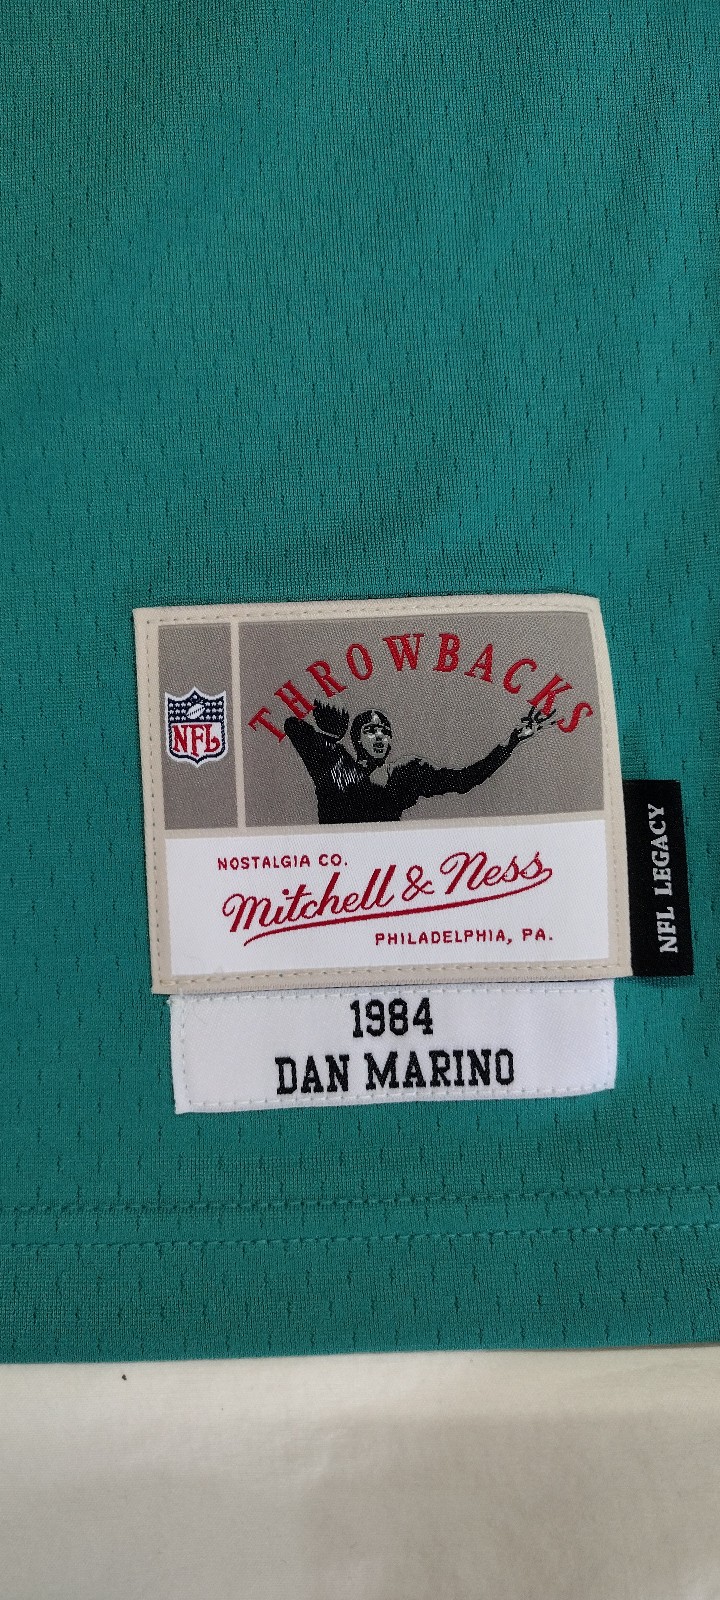 THROWBACKS
NFL
NOSTALGIA CO.
Mitchell & Ness
PHILADELPHIA, PA.
NFL LEGACY
1984
DAN MARINO